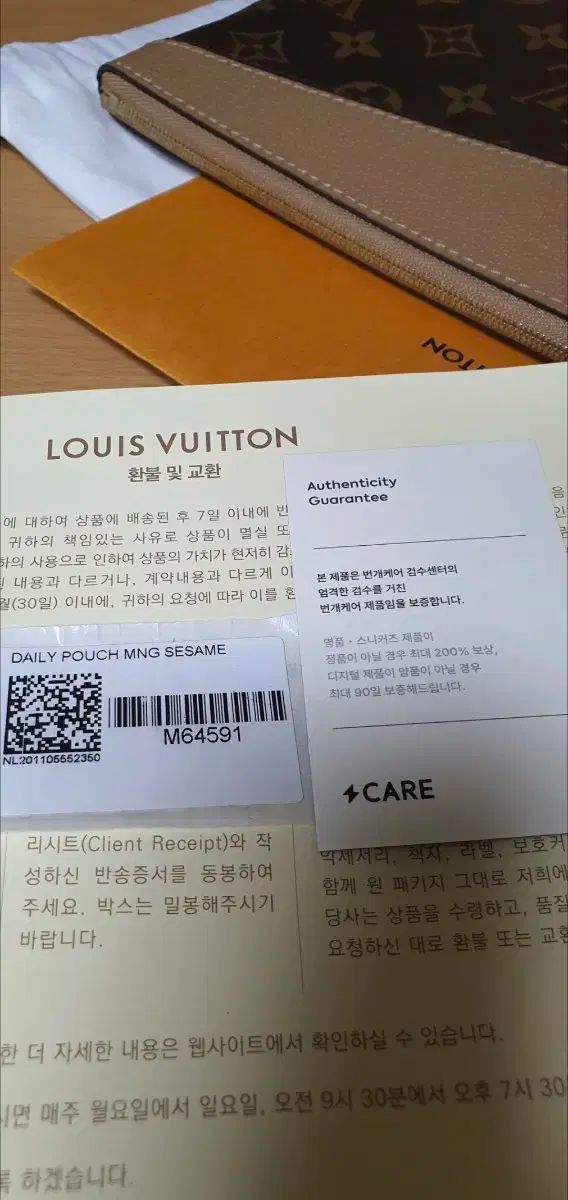 VUITTON
LOUIS VUITTON
환불 및 교환
에 대하여 상품에 배송된 후 7일 이내에 반
귀하의 책임있는 사유로 상품이 멸실 또
하의 사용으로 인하여 상품의 가치가 현저히 감
내용과 다르거나, 계약내용과 다르게 이
월(30일) 이내에, 귀하의 요청에 따라 이를 환
Authenticity
Guarantee
본 제품은 번개케어 검수센터의
엄격한 검수를 거친
번개케어 제품임을 보증합니다.
명품 · 스니커즈 제품이
정품이 아닐 경우 최대 200% 보상,
디지털 제품이 양품이 아닐 경우
최대 90일 보증해드립니다.
CARE
DAILY POUCH MNG SESAME
M64591
NL201105552350
리시트(Client Receipt)와 작
성하신 반송증서를 동봉하여
주세요. 박스는 밀봉해주시기
바랍니다.
악세서리, 책자, 라벨, 보호커
함께 원 패키지 그대로 저희에
당사는 상품을 수령하고, 품질
요청하신 대로 환불 또는 교환
한 더 자세한 내용은 웹사이트에서 확인하실 수 있습니다.
시면 매주 월요일에서 일요일, 오전 9시 30분에서 오후 7시 30
록 하겠습니다.